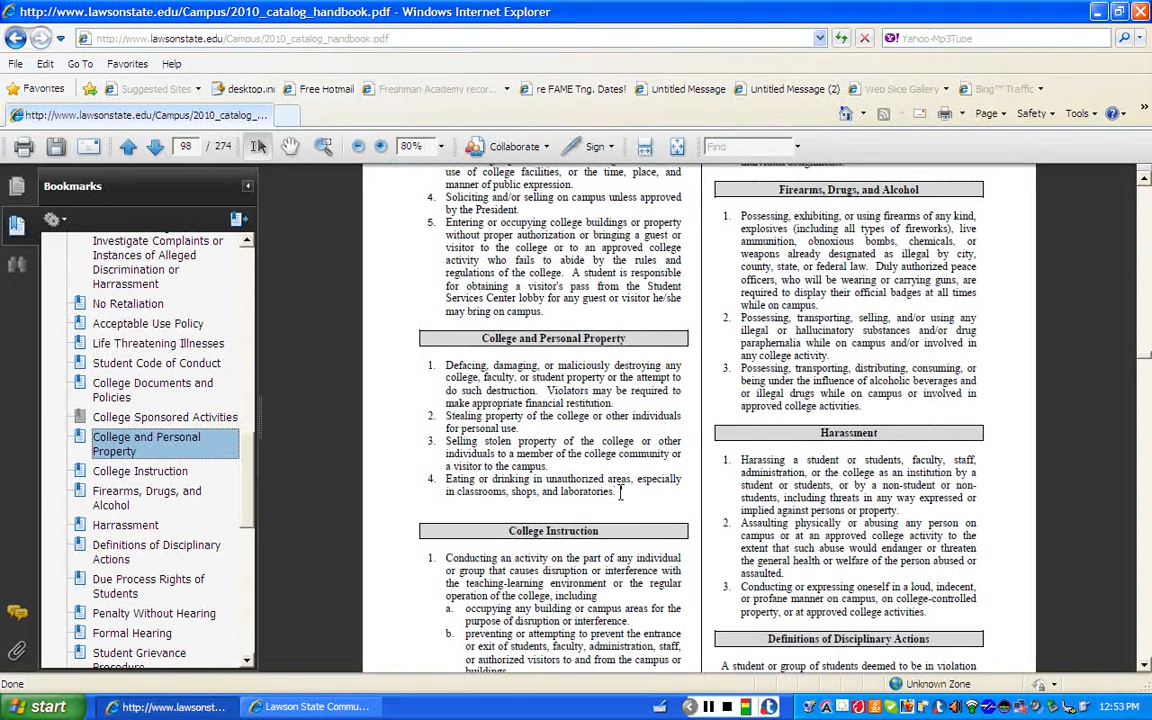 http://www.lawsonstate.edu/Campus/2010_catalog_handbook.pdf - Windows Internet Explorer
http://www.lawsonstate.edu/Campus/2010_catalog_handbook.pdf
Yahoo-Mp3Tube
File Edit Go To Favorites Help
Favorites Suggested Sites desktop.ini Free Hotmail Freshman Academy recor... re FAME Tng. Dates! Untitled Message Untitled Message (2) Web Slice Gallery Bing™ Traffic
http://www.lawsonstate.edu/Campus/2010_catalog_...
Page Safety Tools
98 / 274 80% Collaborate Sign Find
Bookmarks
Investigate Complaints or
Instances of Alleged
Discrimination or
Harrassment
No Retaliation
Acceptable Use Policy
Life Threatening Illnesses
Student Code of Conduct
College Documents and
Policies
College Sponsored Activities
College and Personal
Property
College Instruction
Firearms, Drugs, and
Alcohol
Harrassment
Definitions of Disciplinary
Actions
Due Process Rights of
Students
Penalty Without Hearing
Formal Hearing
Student Grievance
Procedure
use of college facilities, or the time, place, and
manner of public expression.
4. Soliciting and/or selling on campus unless approved
by the President.
5. Entering or occupying college buildings or property
without proper authorization or bringing a guest or
visitor to the college or to an approved college
activity who fails to abide by the rules and
regulations of the college. A student is responsible
for obtaining a visitor's pass from the Student
Services Center lobby for any guest or visitor he/she
may bring on campus.
College and Personal Property
1. Defacing, damaging, or maliciously destroying any
college, faculty, or student property or the attempt to
do such destruction. Violators may be required to
make appropriate financial restitution.
2. Stealing property of the college or other individuals
for personal use.
3. Selling stolen property of the college or other
individuals to a member of the college community or
a visitor to the campus.
4. Eating or drinking in unauthorized areas, especially
in classrooms, shops, and laboratories.
College Instruction
1. Conducting an activity on the part of any individual
or group that causes disruption or interference with
the teaching-learning environment or the regular
operation of the college, including
a. occupying any building or campus areas for the
purpose of disruption or interference.
b. preventing or attempting to prevent the entrance
or exit of students, faculty, administration, staff,
or authorized visitors to and from the campus or
buildings
individual assignments.
Firearms, Drugs, and Alcohol
1. Possessing, exhibiting, or using firearms of any kind,
explosives (including all types of fireworks), live
ammunition, obnoxious bombs, chemicals, or
weapons already designated as illegal by city,
county, state, or federal law. Duly authorized peace
officers, who will be wearing or carrying guns, are
required to display their official badges at all times
while on campus.
2. Possessing, transporting, selling, and/or using any
illegal or hallucinatory substances and/or drug
paraphernalia while on campus and/or involved in
any college activity.
3. Possessing, transporting, distributing, consuming, or
being under the influence of alcoholic beverages and
or illegal drugs while on campus or involved in
approved college activities.
Harassment
1. Harassing a student or students, faculty, staff,
administration, or the college as an institution by a
student or students, or by a non-student or non-
students, including threats in any way expressed or
implied against persons or property.
2. Assaulting physically or abusing any person on
campus or at an approved college activity to the
extent that such abuse would endanger or threaten
the general health or welfare of the person abused or
assaulted.
3. Conducting or expressing oneself in a loud, indecent,
or profane manner on campus, on college-controlled
property, or at approved college activities.
Definitions of Disciplinary Actions
A student or group of students deemed to be in violation
Done Unknown Zone
start http://www.lawsonst... Lawson State Commu... 12:53 PM